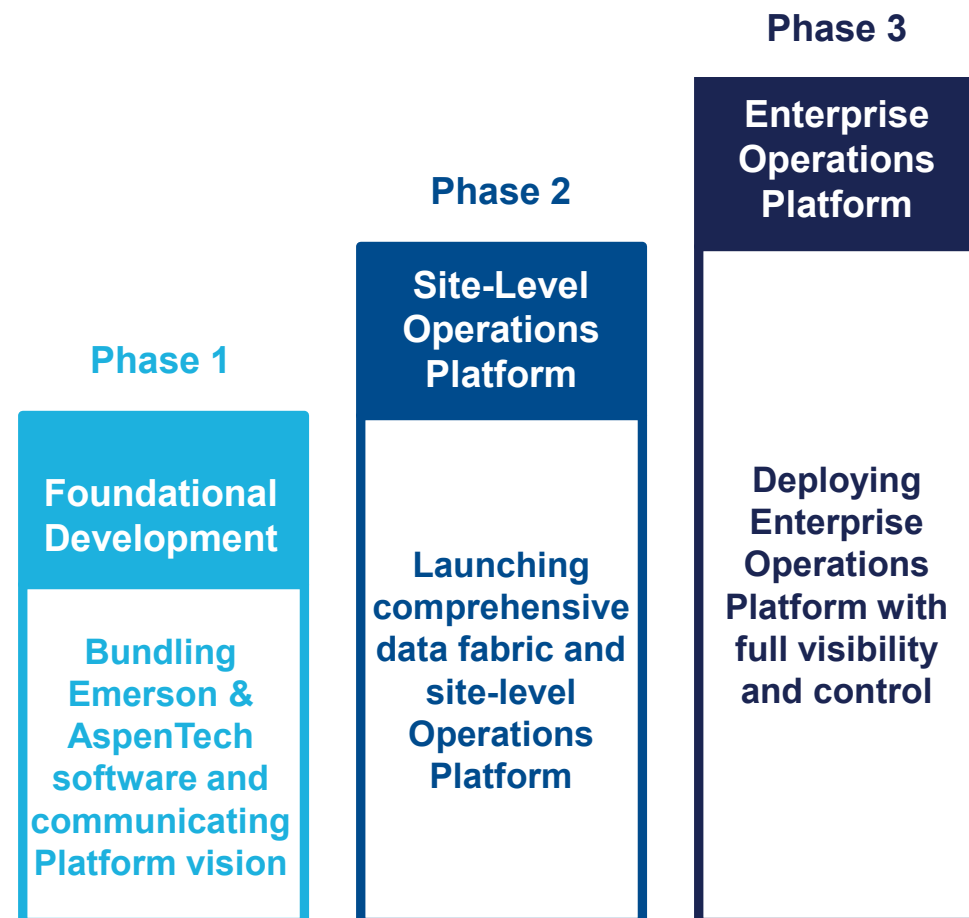 Phase 1
Foundational
Development
Bundling
Emerson &
AspenTech
software and
communicating
Platform vision
Phase 2
Site-Level
Operations
Platform
Launching
comprehensive
data fabric and
site-level
Operations
Platform
Phase 3
Enterprise
Operations
Platform
Deploying
Enterprise
Operations
Platform with
full visibility
and control